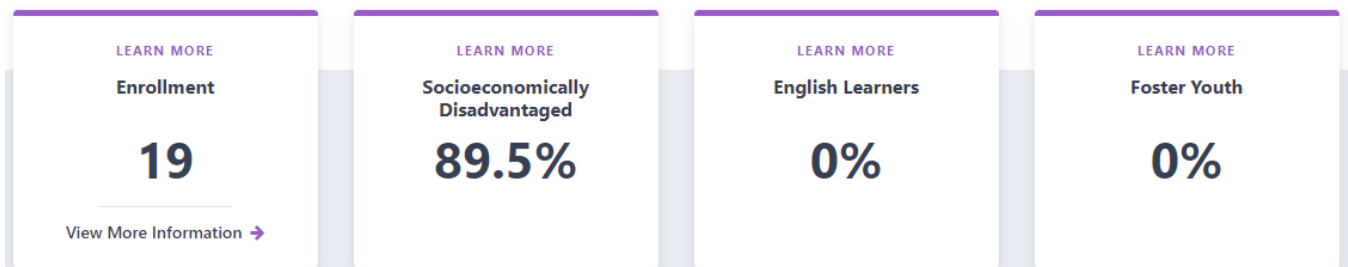 LEARN MORE
Enrollment
19
View More Information
LEARN MORE
Socioeconomically
Disadvantaged
89.5%
LEARN MORE
English Learners
0%
LEARN MORE
Foster Youth
0%